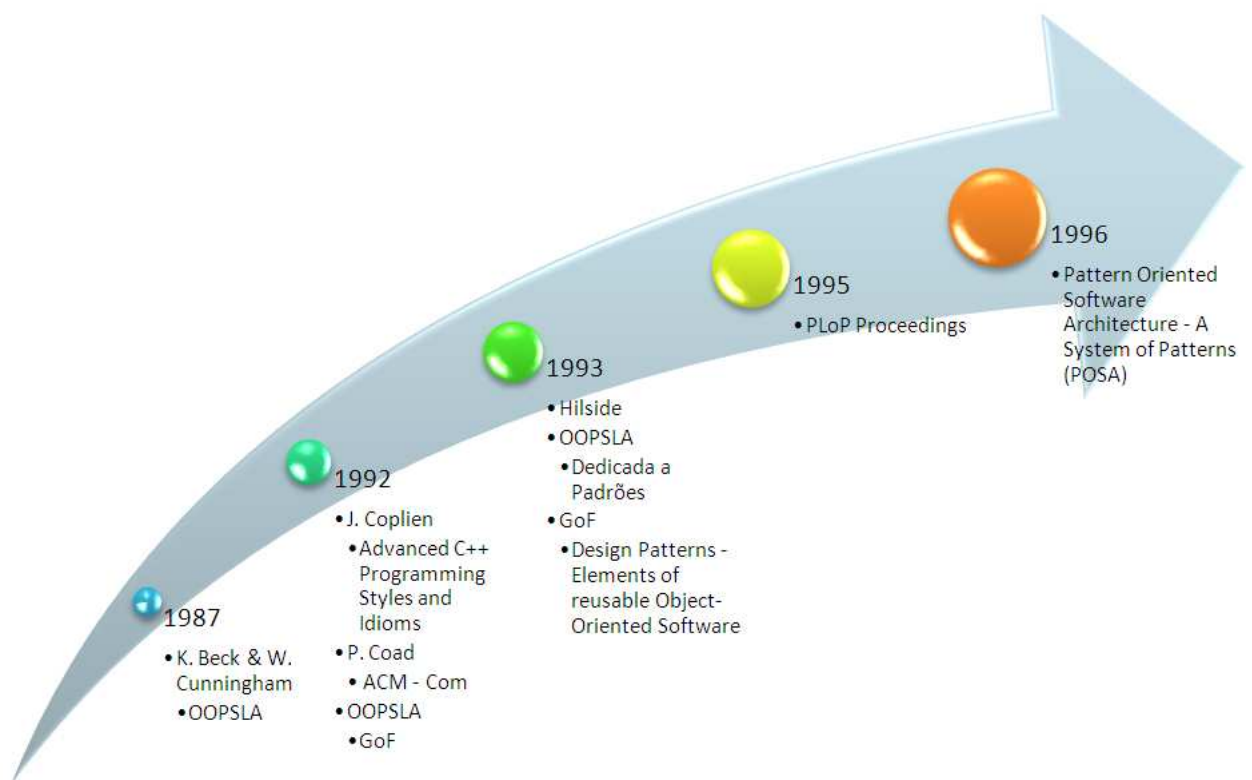 1987
• K. Beck & W.
Cunningham
• OOPSLA
1992
• J. Coplien
• Advanced C++
Programming
Styles and
Idioms
• P. Coad
• ACM - Com
• OOPSLA
• GoF
1993
• Hilside
• OOPSLA
• Dedicada a
Padrões
• GoF
• Design Patterns -
Elements of
reusable Object-
Oriented Software
1995
• PLoP Proceedings
1996
• Pattern Oriented
Software
Architecture - A
System of Patterns
(POSA)